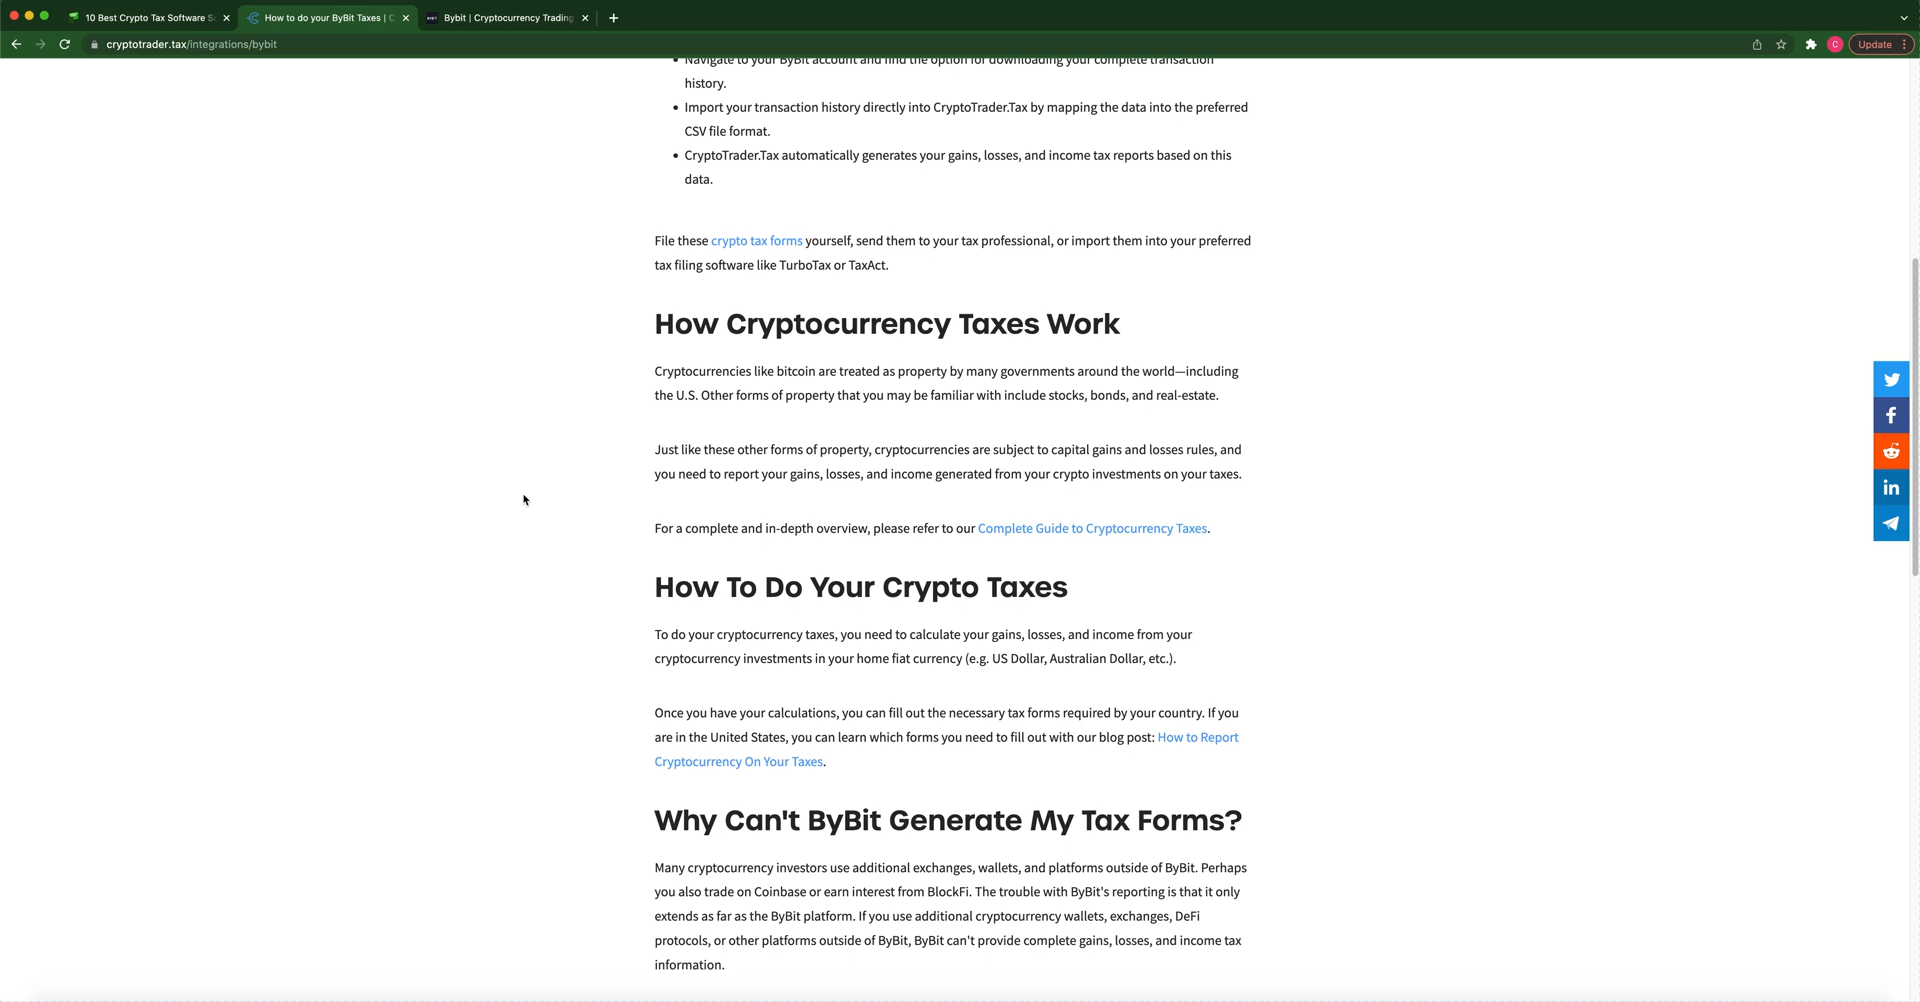 10 Best Crypto Tax Software S
How to do your ByBit Taxes | C
Bybit | Cryptocurrency Trading
cryptotrader.tax/integrations/bybit
C
Update
Navigate to your ByBit account and find the option for downloading your complete transaction
history.
Import your transaction history directly into CryptoTrader.Tax by mapping the data into the preferred
CSV file format.
CryptoTrader.Tax automatically generates your gains, losses, and income tax reports based on this
data.
File these crypto tax forms yourself, send them to your tax professional, or import them into your preferred
tax filing software like TurboTax or TaxAct.
How Cryptocurrency Taxes Work
Cryptocurrencies like bitcoin are treated as property by many governments around the world—including
the U.S. Other forms of property that you may be familiar with include stocks, bonds, and real-estate.
Just like these other forms of property, cryptocurrencies are subject to capital gains and losses rules, and
you need to report your gains, losses, and income generated from your crypto investments on your taxes.
For a complete and in-depth overview, please refer to our Complete Guide to Cryptocurrency Taxes.
How To Do Your Crypto Taxes
To do your cryptocurrency taxes, you need to calculate your gains, losses, and income from your
cryptocurrency investments in your home fiat currency (e.g. US Dollar, Australian Dollar, etc.).
Once you have your calculations, you can fill out the necessary tax forms required by your country. If you
are in the United States, you can learn which forms you need to fill out with our blog post: How to Report
Cryptocurrency On Your Taxes.
Why Can't ByBit Generate My Tax Forms?
Many cryptocurrency investors use additional exchanges, wallets, and platforms outside of ByBit. Perhaps
you also trade on Coinbase or earn interest from BlockFi. The trouble with ByBit's reporting is that it only
extends as far as the ByBit platform. If you use additional cryptocurrency wallets, exchanges, DeFi
protocols, or other platforms outside of ByBit, ByBit can't provide complete gains, losses, and income tax
information.